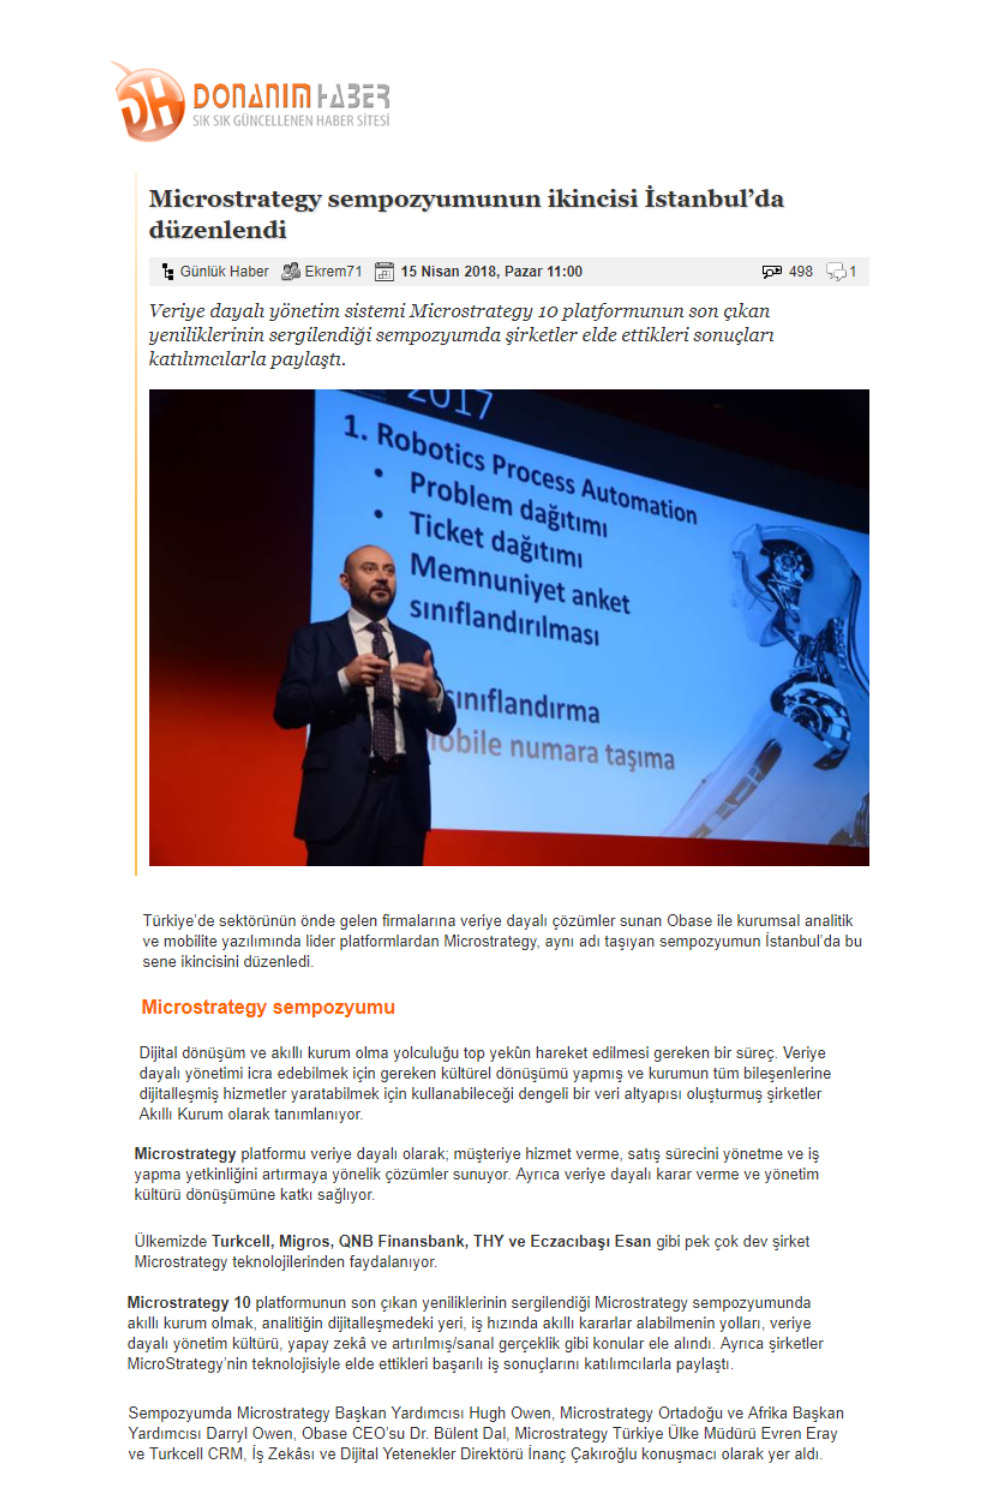 DH DONANIM HABER
SIK SIK GÜNCELLENEN HABER SİTESİ
Microstrategy sempozyumunun ikincisi İstanbul’da
düzenlendi
Günlük Haber Ekrem71 15 Nisan 2018, Pazar 11:00 498 1
Veriye dayalı yönetim sistemi Microstrategy 10 platformunun son çıkan
yeniliklerinin sergilendiği sempozyumda şirketler elde ettikleri sonuçları
katılımcılarla paylaştı.
2017
1. Robotics Process Automation
• Problem dağıtımı
• Ticket dağıtımı
Memnuniyet anket
sınıflandırılması
sınıflandırma
mobile numara taşıma
Türkiye’de sektörünün önde gelen firmalarına veriye dayalı çözümler sunan Obase ile kurumsal analitik
ve mobilite yazılımında lider platformlardan Microstrategy, aynı adı taşıyan sempozyumun İstanbul’da bu
sene ikincisini düzenledi.
Microstrategy sempozyumu
Dijital dönüşüm ve akıllı kurum olma yolculuğu top yekûn hareket edilmesi gereken bir süreç. Veriye
dayalı yönetimi icra edebilmek için gereken kültürel dönüşümü yapmış ve kurumun tüm bileşenlerine
dijitalleşmiş hizmetler yaratabilmek için kullanabileceği dengeli bir veri altyapısı oluşturmuş şirketler
Akıllı Kurum olarak tanımlanıyor.
Microstrategy platformu veriye dayalı olarak; müşteriye hizmet verme, satış sürecini yönetme ve iş
yapma yetkinliğini artırmaya yönelik çözümler sunuyor. Ayrıca veriye dayalı karar verme ve yönetim
kültürü dönüşümüne katkı sağlıyor.
Ülkemizde Turkcell, Migros, QNB Finansbank, THY ve Eczacıbaşı Esan gibi pek çok dev şirket
Microstrategy teknolojilerinden faydalanıyor.
Microstrategy 10 platformunun son çıkan yeniliklerinin sergilendiği Microstrategy sempozyumunda
akıllı kurum olmak, analitiğin dijitalleşmedeki yeri, iş hızında akıllı kararlar alabilmenin yolları, veriye
dayalı yönetim kültürü, yapay zekâ ve artırılmış/sanal gerçeklik gibi konular ele alındı. Ayrıca şirketler
MicroStrategy’nin teknolojisiyle elde ettikleri başarılı iş sonuçlarını katılımcılarla paylaştı.
Sempozyumda Microstrategy Başkan Yardımcısı Hugh Owen, Microstrategy Ortadoğu ve Afrika Başkan
Yardımcısı Darryl Owen, Obase CEO’su Dr. Bülent Dal, Microstrategy Türkiye Ülke Müdürü Evren Eray
ve Turkcell CRM, İş Zekâsı ve Dijital Yetenekler Direktörü İnanç Çakıroğlu konuşmacı olarak yer aldı.